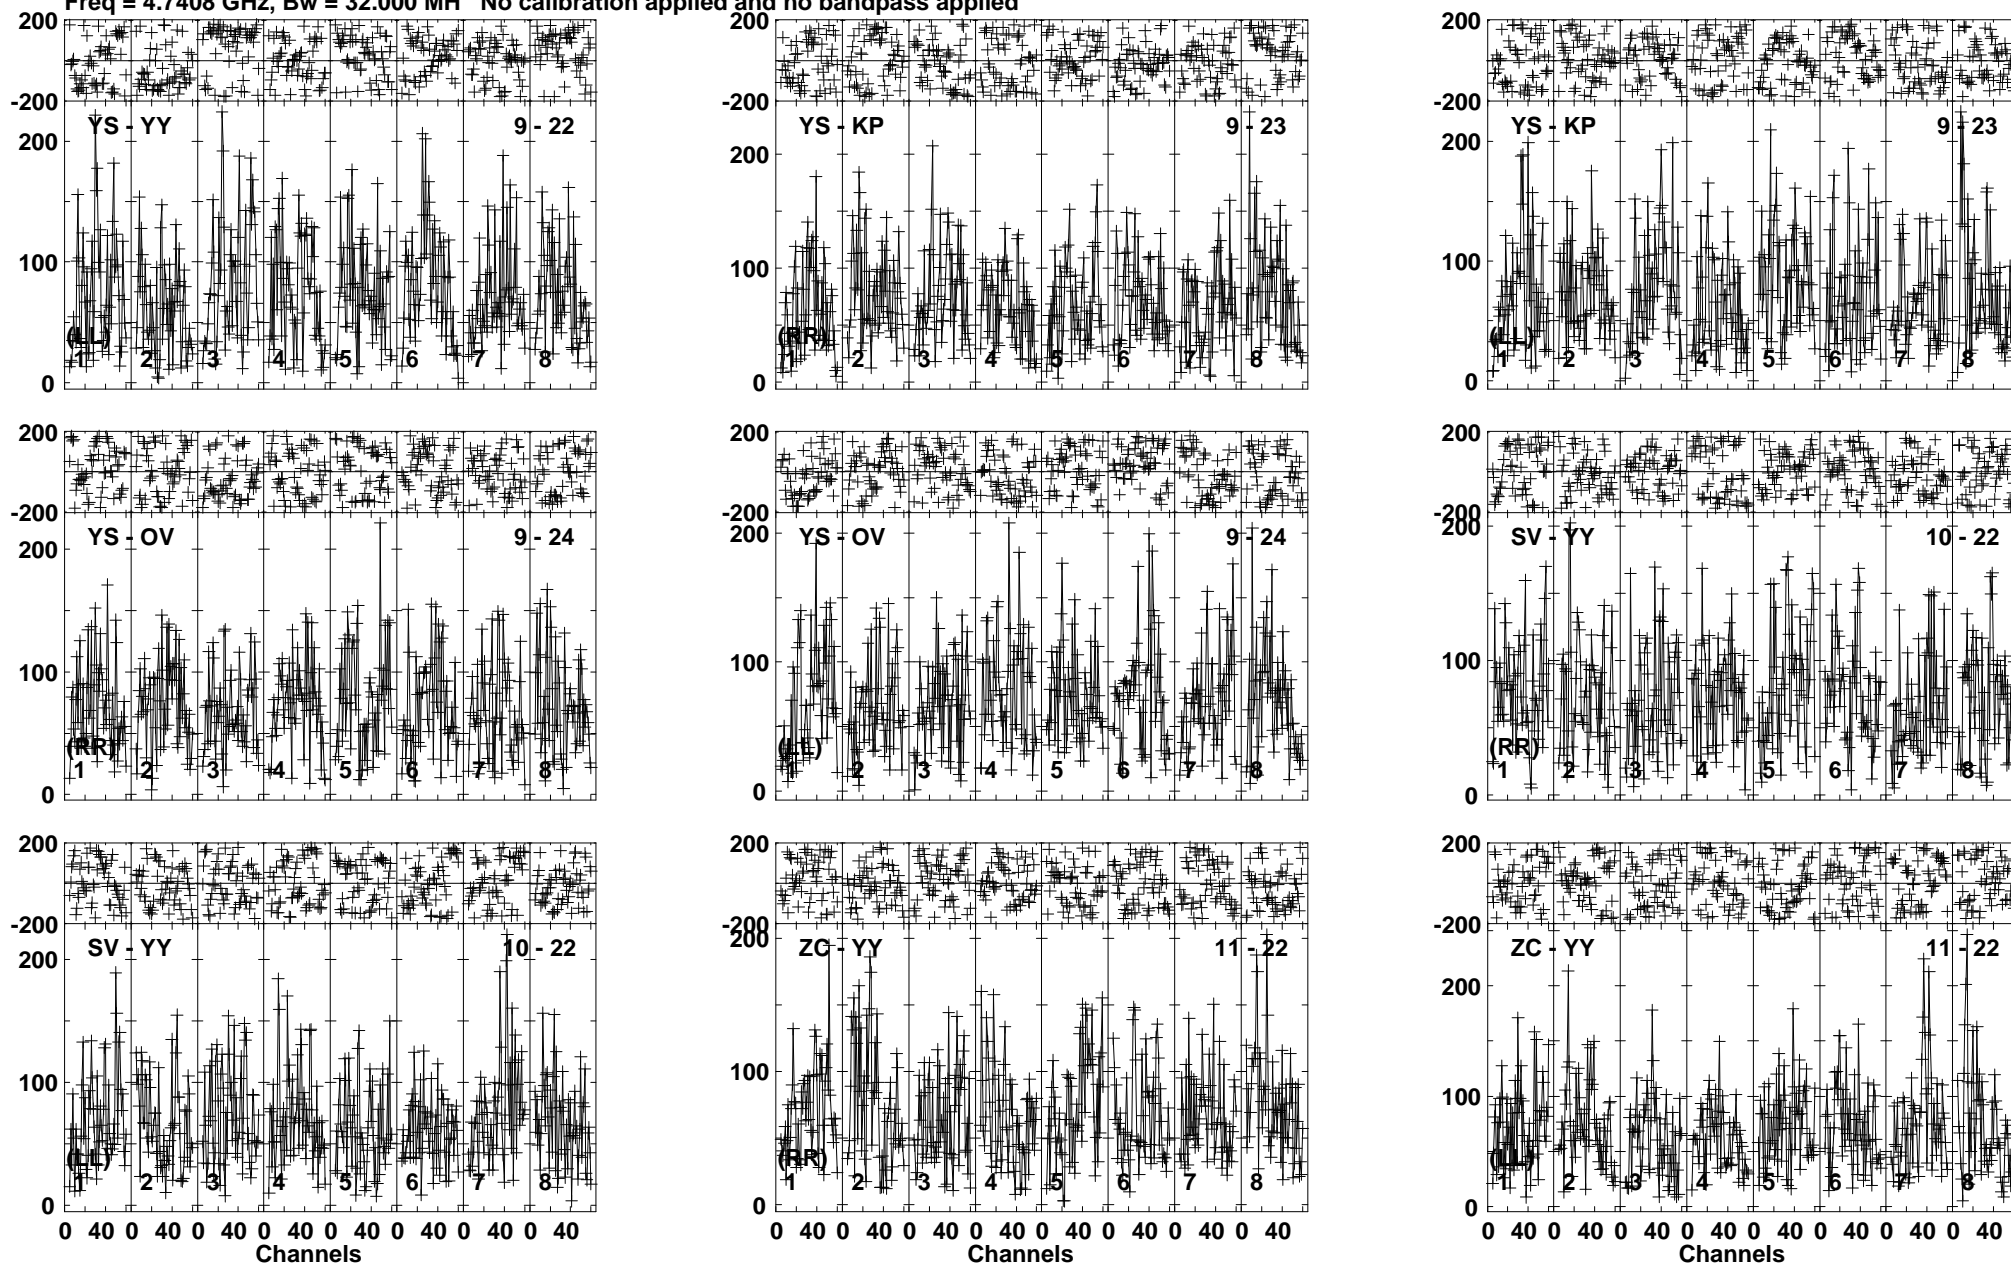 Freq = 4.7408 GHz, Bw = 32.000 MH   No calibration applied and no bandpass applied
200 200 200
-200 -200 -200
YS - YY 9 - 22 YS - KP 9 - 23 YS - KP 9 - 23
200 200 200
100 100 100
(LL) (RR) (LL)
1 2 3 4 5 6 7 8 1 2 3 4 5 6 7 8 1 2 3 4 5 6 7 8
0 0 0
200 200 200
-200 -200 -200
YS - OV 9 - 24 YS - OV 9 - 24 SV - YY 10 - 22
200 200 200
100 100 100
(RR) (LL) (RR)
1 2 3 4 5 6 7 8 1 2 3 4 5 6 7 8 1 2 3 4 5 6 7 8
0 0 0
200 200 200
-200 -200 -200
SV - YY 10 - 22 ZC - YY 11 - 22 ZC - YY 11 - 22
200 200 200
100 100 100
(LL) (RR) (LL)
1 2 3 4 5 6 7 8 1 2 3 4 5 6 7 8 1 2 3 4 5 6 7 8
0 0 0
0 40 0 40 0 40 0 40 0 40 0 40 0 40 0 40 0 40 0 40 0 40 0 40 0 40 0 40 0 40 0 40 0 40 0 40 0 40 0 40 0 40 0 40 0 40 0 40
Channels Channels Channels